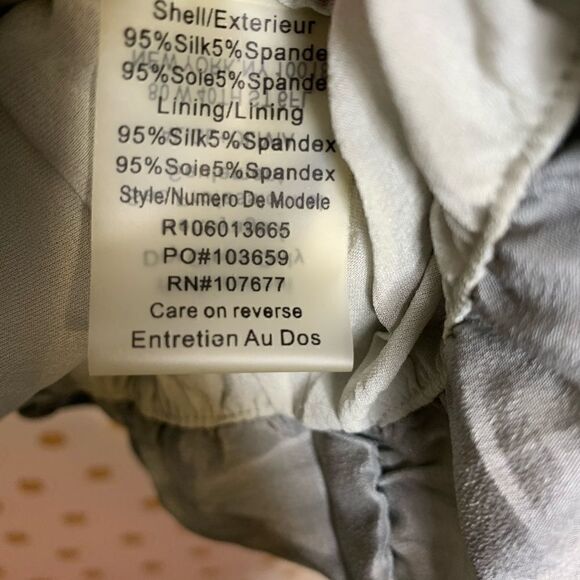 Shell/Exterieur
95%Silk5%Spande
95%Soie5%Spande
Lining/Lining
95%Silk5%Spandex
95%Soie5%Spandex
Style/Numero De Modele
R106013665
PO#103659
RN#107677
Care on reverse
Entretien Au Dos